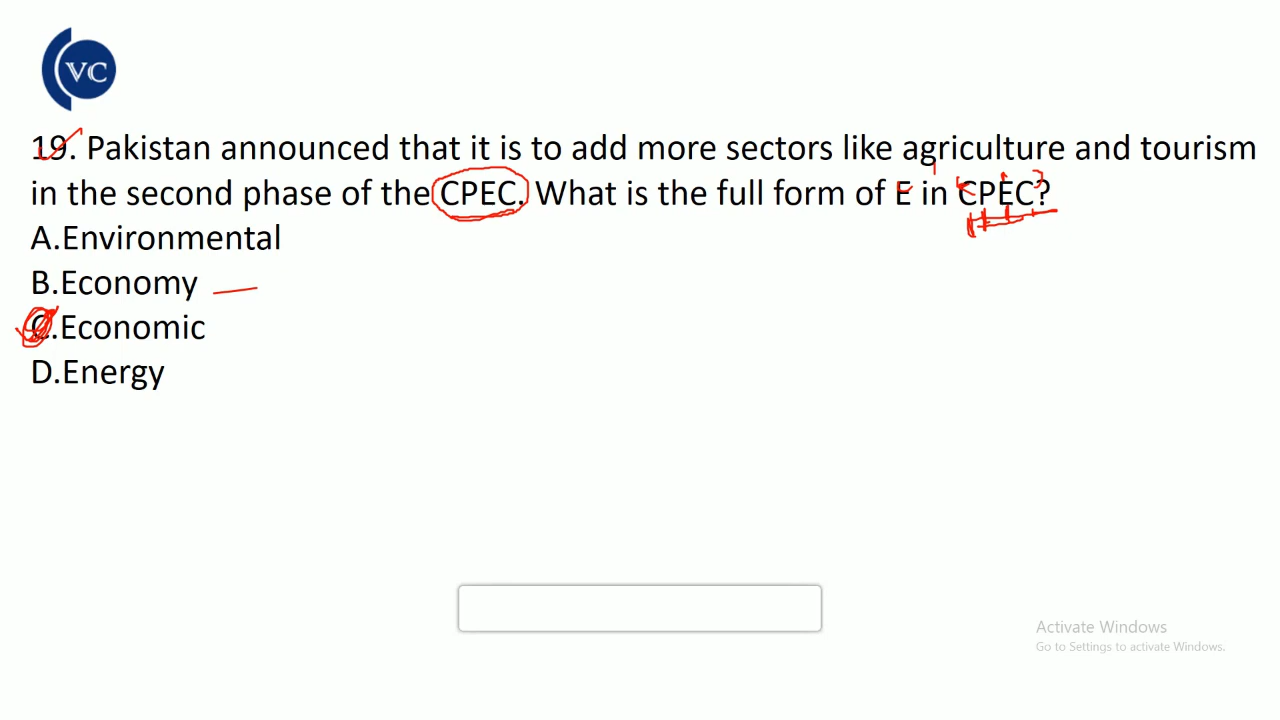 VC
19. Pakistan announced that it is to add more sectors like agriculture and tourism
in the second phase of the CPEC. What is the full form of E in CPEC?
A.Environmental
B.Economy
C.Economic
D.Energy
Activate Windows
Go to Settings to activate Windows.